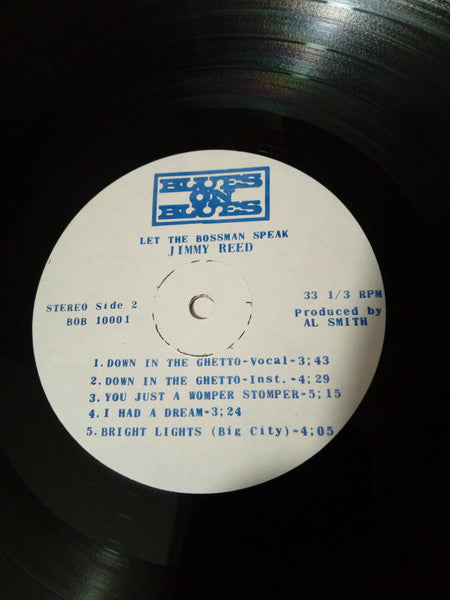 BLUES
ON
BLUES
LET THE BOSSMAN SPEAK
JIMMY REED
STEREO Side 2
BOB 10001
33 1/3 RPM
Produced by
AL SMITH
1. DOWN IN THE GHETTO-Vocal-3;43
2. DOWN IN THE GHETTO-Inst.-4;29
3. YOU JUST A WOMPER STOMPER-5;15
4. I HAD A DREAM-3;24
5. BRIGHT LIGHTS (Big City)-4;05